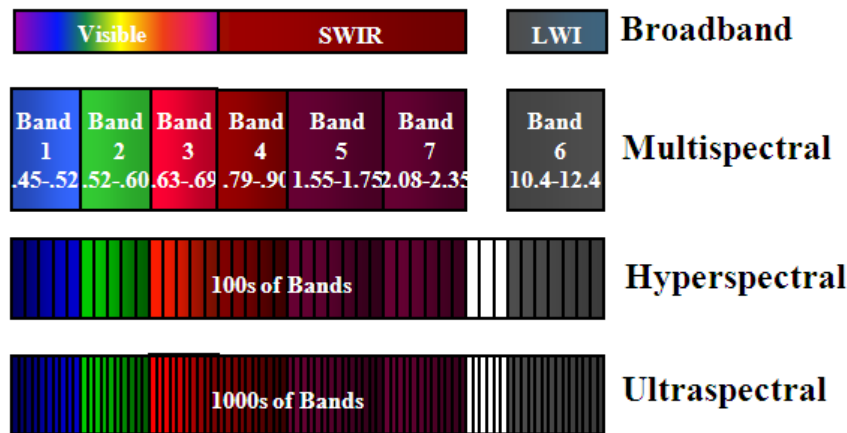 Visible SWIR LWI Broadband
Band Band Band Band Band Band Band Multispectral
1 2 3 4 5 7 6
.45-.52 .52-.60 .63-.69 .79-.90 1.55-1.75 2.08-2.35 10.4-12.4
100s of Bands Hyperspectral
1000s of Bands Ultraspectral